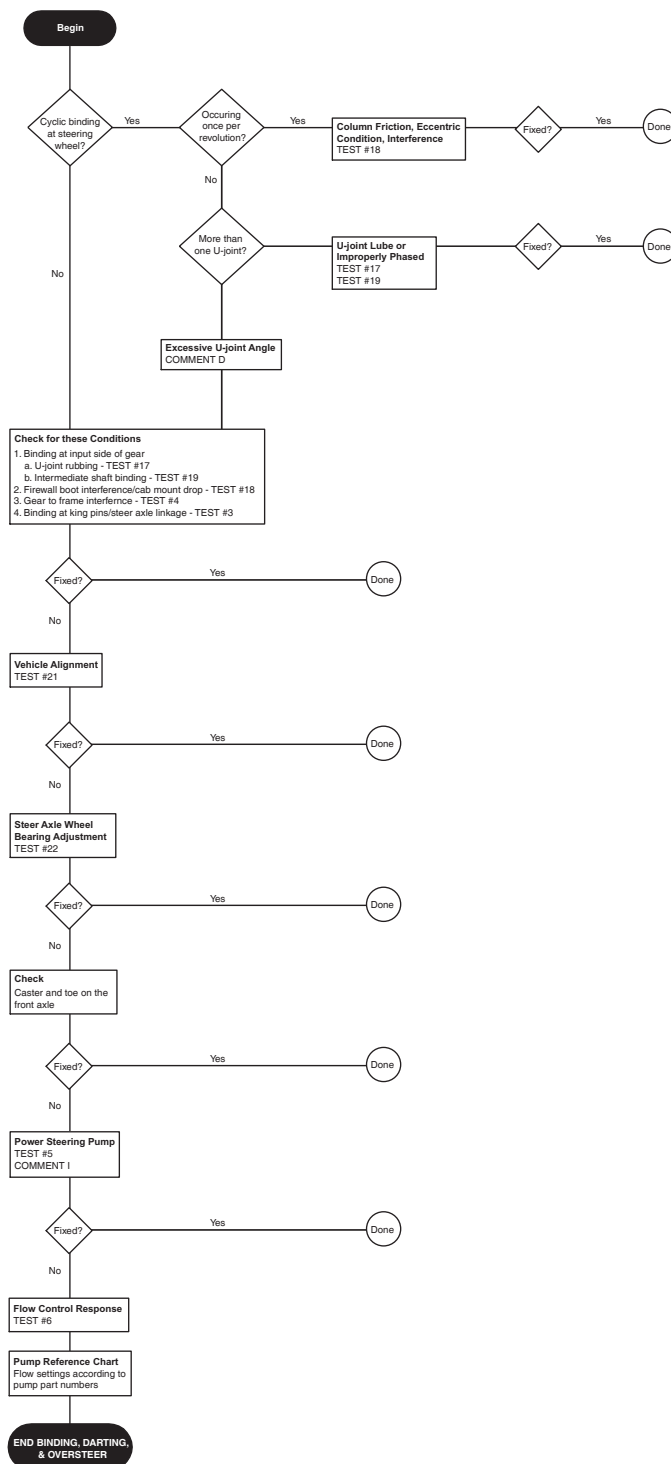 Begin
Cyclic binding
at steering
wheel?
Yes
Occuring
once per
revolution?
Yes
Column Friction, Eccentric
Condition, Interference
TEST #18
Fixed?
Yes
Done
No
More than
one U-joint?
U-joint Lube or
Improperly Phased
TEST #17
TEST #19
Fixed?
Yes
Done
No
Excessive U-joint Angle
COMMENT D
Check for these Conditions
1. Binding at input side of gear
a. U-joint rubbing - TEST #17
b. Intermediate shaft binding - TEST #19
2. Firewall boot interference/cab mount drop - TEST #18
3. Gear to frame interfernce - TEST #4
4. Binding at king pins/steer axle linkage - TEST #3
Fixed?
Yes
Done
No
Vehicle Alignment
TEST #21
Fixed?
Yes
Done
No
Steer Axle Wheel
Bearing Adjustment
TEST #22
Fixed?
Yes
Done
No
Check
Caster and toe on the
front axle
Fixed?
Yes
Done
No
Power Steering Pump
TEST #5
COMMENT I
Fixed?
Yes
Done
No
Flow Control Response
TEST #6
Pump Reference Chart
Flow settings according to
pump part numbers
END BINDING, DARTING,
& OVERSTEER